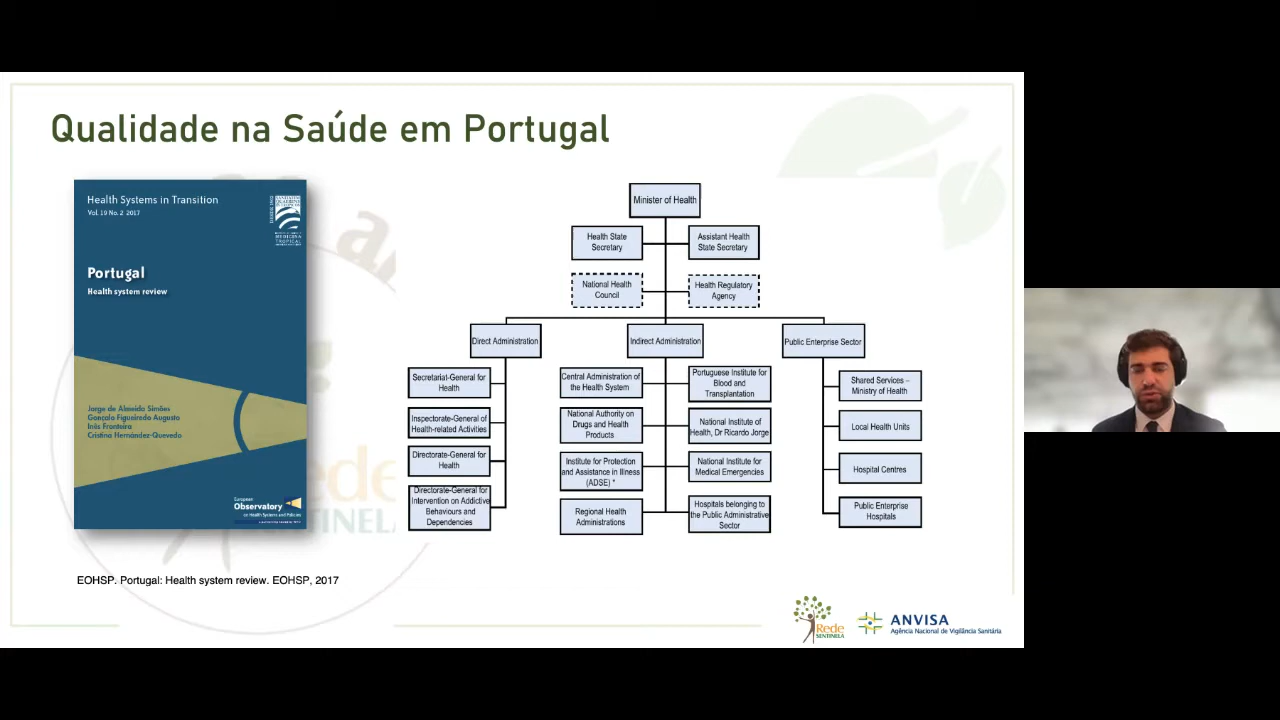 Qualidade na Saúde em Portugal
Health Systems in Transition
Vol. 19 No. 2 2017
Portugal
Health system review
Jorge de Almeida Simões
Gonçalo Figueiredo Augusto
Inês Fronteira
Cristina Hernández-Quevedo
European
Observatory
on Health Systems and Policies
EOHSP. Portugal: Health system review. EOHSP, 2017
Minister of Health
Health State
Secretary
Assistant Health
State Secretary
National Health
Council
Health Regulatory
Agency
Direct Administration
Indirect Administration
Public Enterprise Sector
Secretariat-General for
Health
Inspectorate-General of
Health-related Activities
Directorate-General for
Health
Directorate-General for
Intervention on Addictive
Behaviours and
Dependencies
Central Administration of
the Health System
National Authority on
Drugs and Health
Products
Institute for Protection
and Assistance in Illness
(ADSE) *
Regional Health
Administrations
Portuguese Institute for
Blood and
Transplantation
National Institute of
Health, Dr Ricardo Jorge
National Institute for
Medical Emergencies
Hospitals belonging to
the Public Administrative
Sector
Shared Services –
Ministry of Health
Local Health Units
Hospital Centres
Public Enterprise
Hospitals
Rede
SENTINELA
ANVISA
Agência Nacional de Vigilância Sanitária